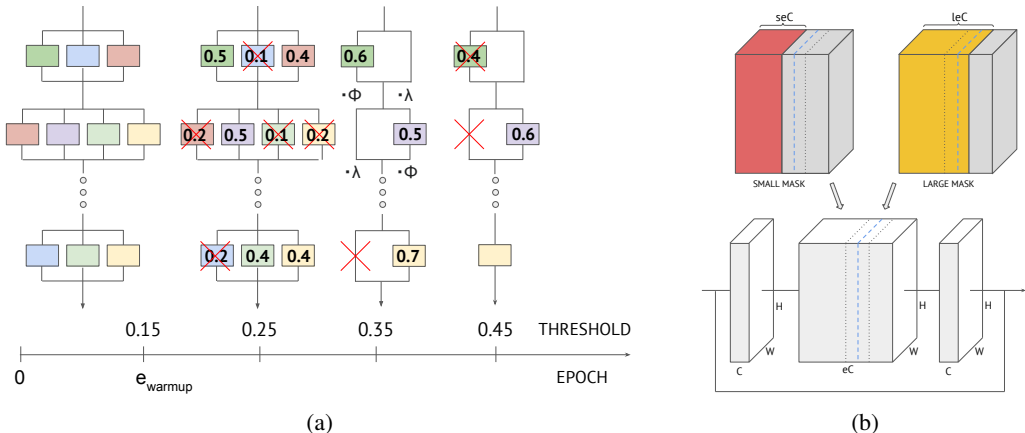 0.5 0.1 0.4
0.6
0.4
·Φ ·λ
0.2 0.5 0.1 0.2
0.5
0.6
·λ ·Φ
0.2 0.4 0.4
0.7
0.15 0.25 0.35 0.45 THRESHOLD
0 e_warmup EPOCH
(a)
seC leC
SMALL MASK LARGE MASK
H H H
W W W
C eC C
(b)